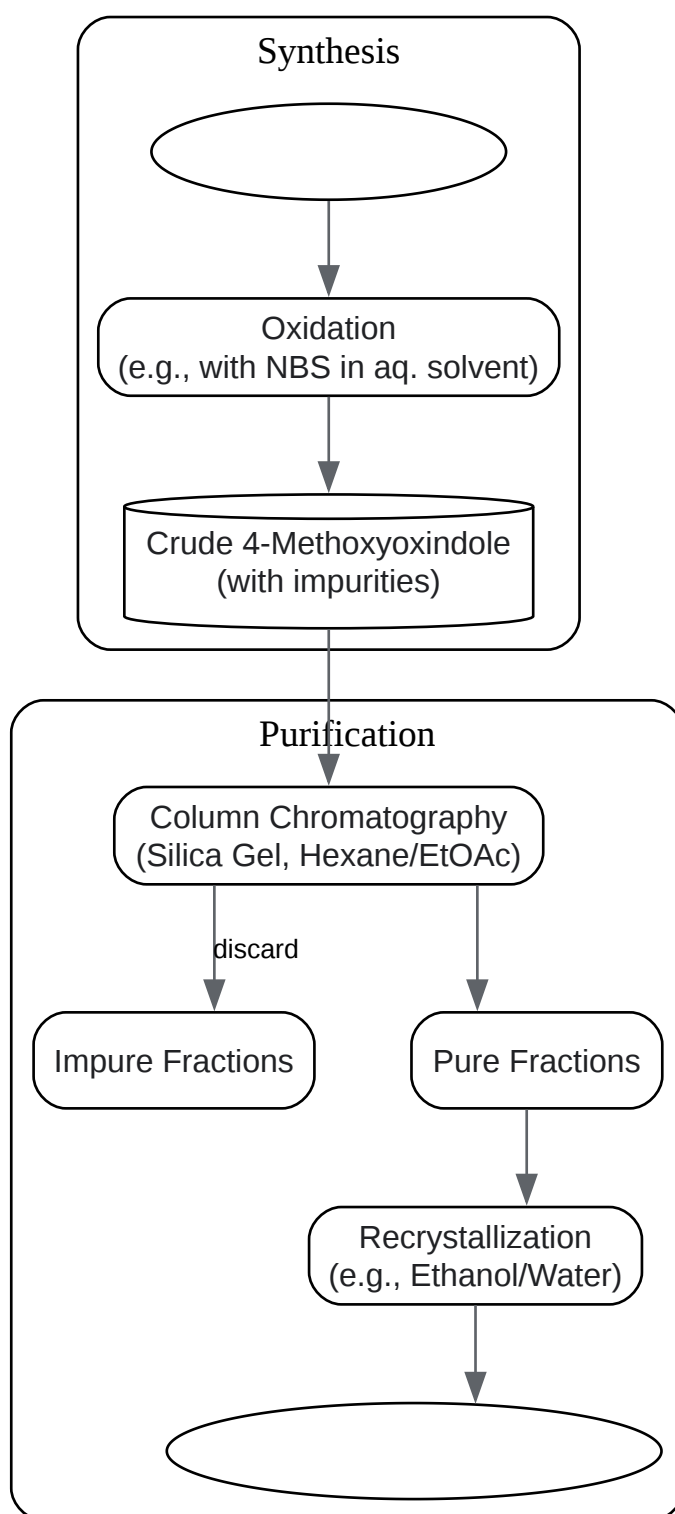 Synthesis
Oxidation
(e.g., with NBS in aq. solvent)
Crude 4-Methoxyoxindole
(with impurities)
Purification
Column Chromatography
(Silica Gel, Hexane/EtOAc)
discard
Impure Fractions
Pure Fractions
Recrystallization
(e.g., Ethanol/Water)